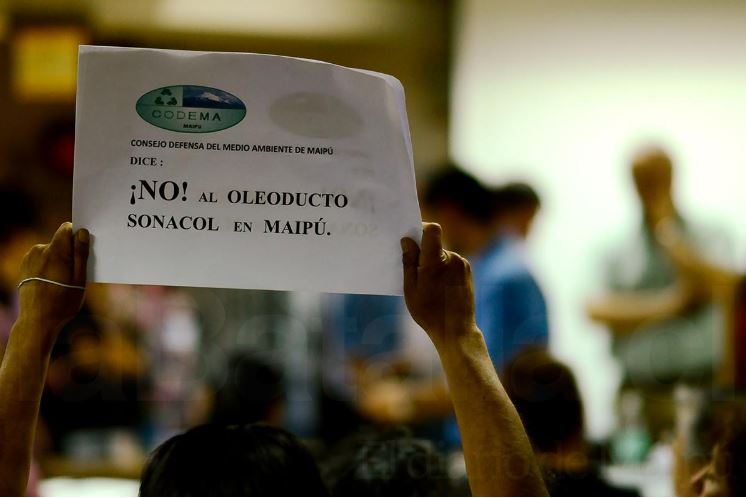 CODEMA
MAIPÚ
CONSEJO DEFENSA DEL MEDIO AMBIENTE DE MAIPÚ
DICE :
¡NO! AL OLEODUCTO
SONACOL EN MAIPÚ.